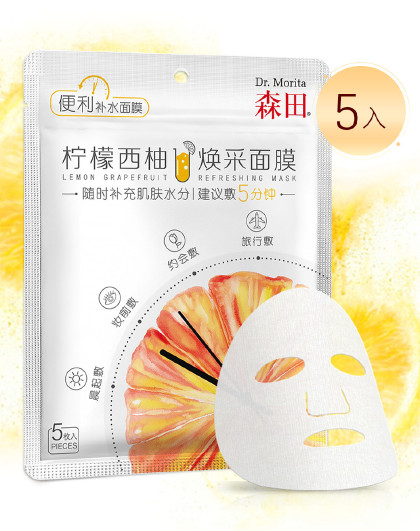 便利补水面膜
Dr. Morita
森田®
5入
柠檬西柚焕采面膜
LEMON GRAPEFRUIT REFRESHING MASK
随时补充肌肤水分|建议敷5分钟
旅行敷
约会敷
妆前敷
晨起敷
5枚入
PIECES